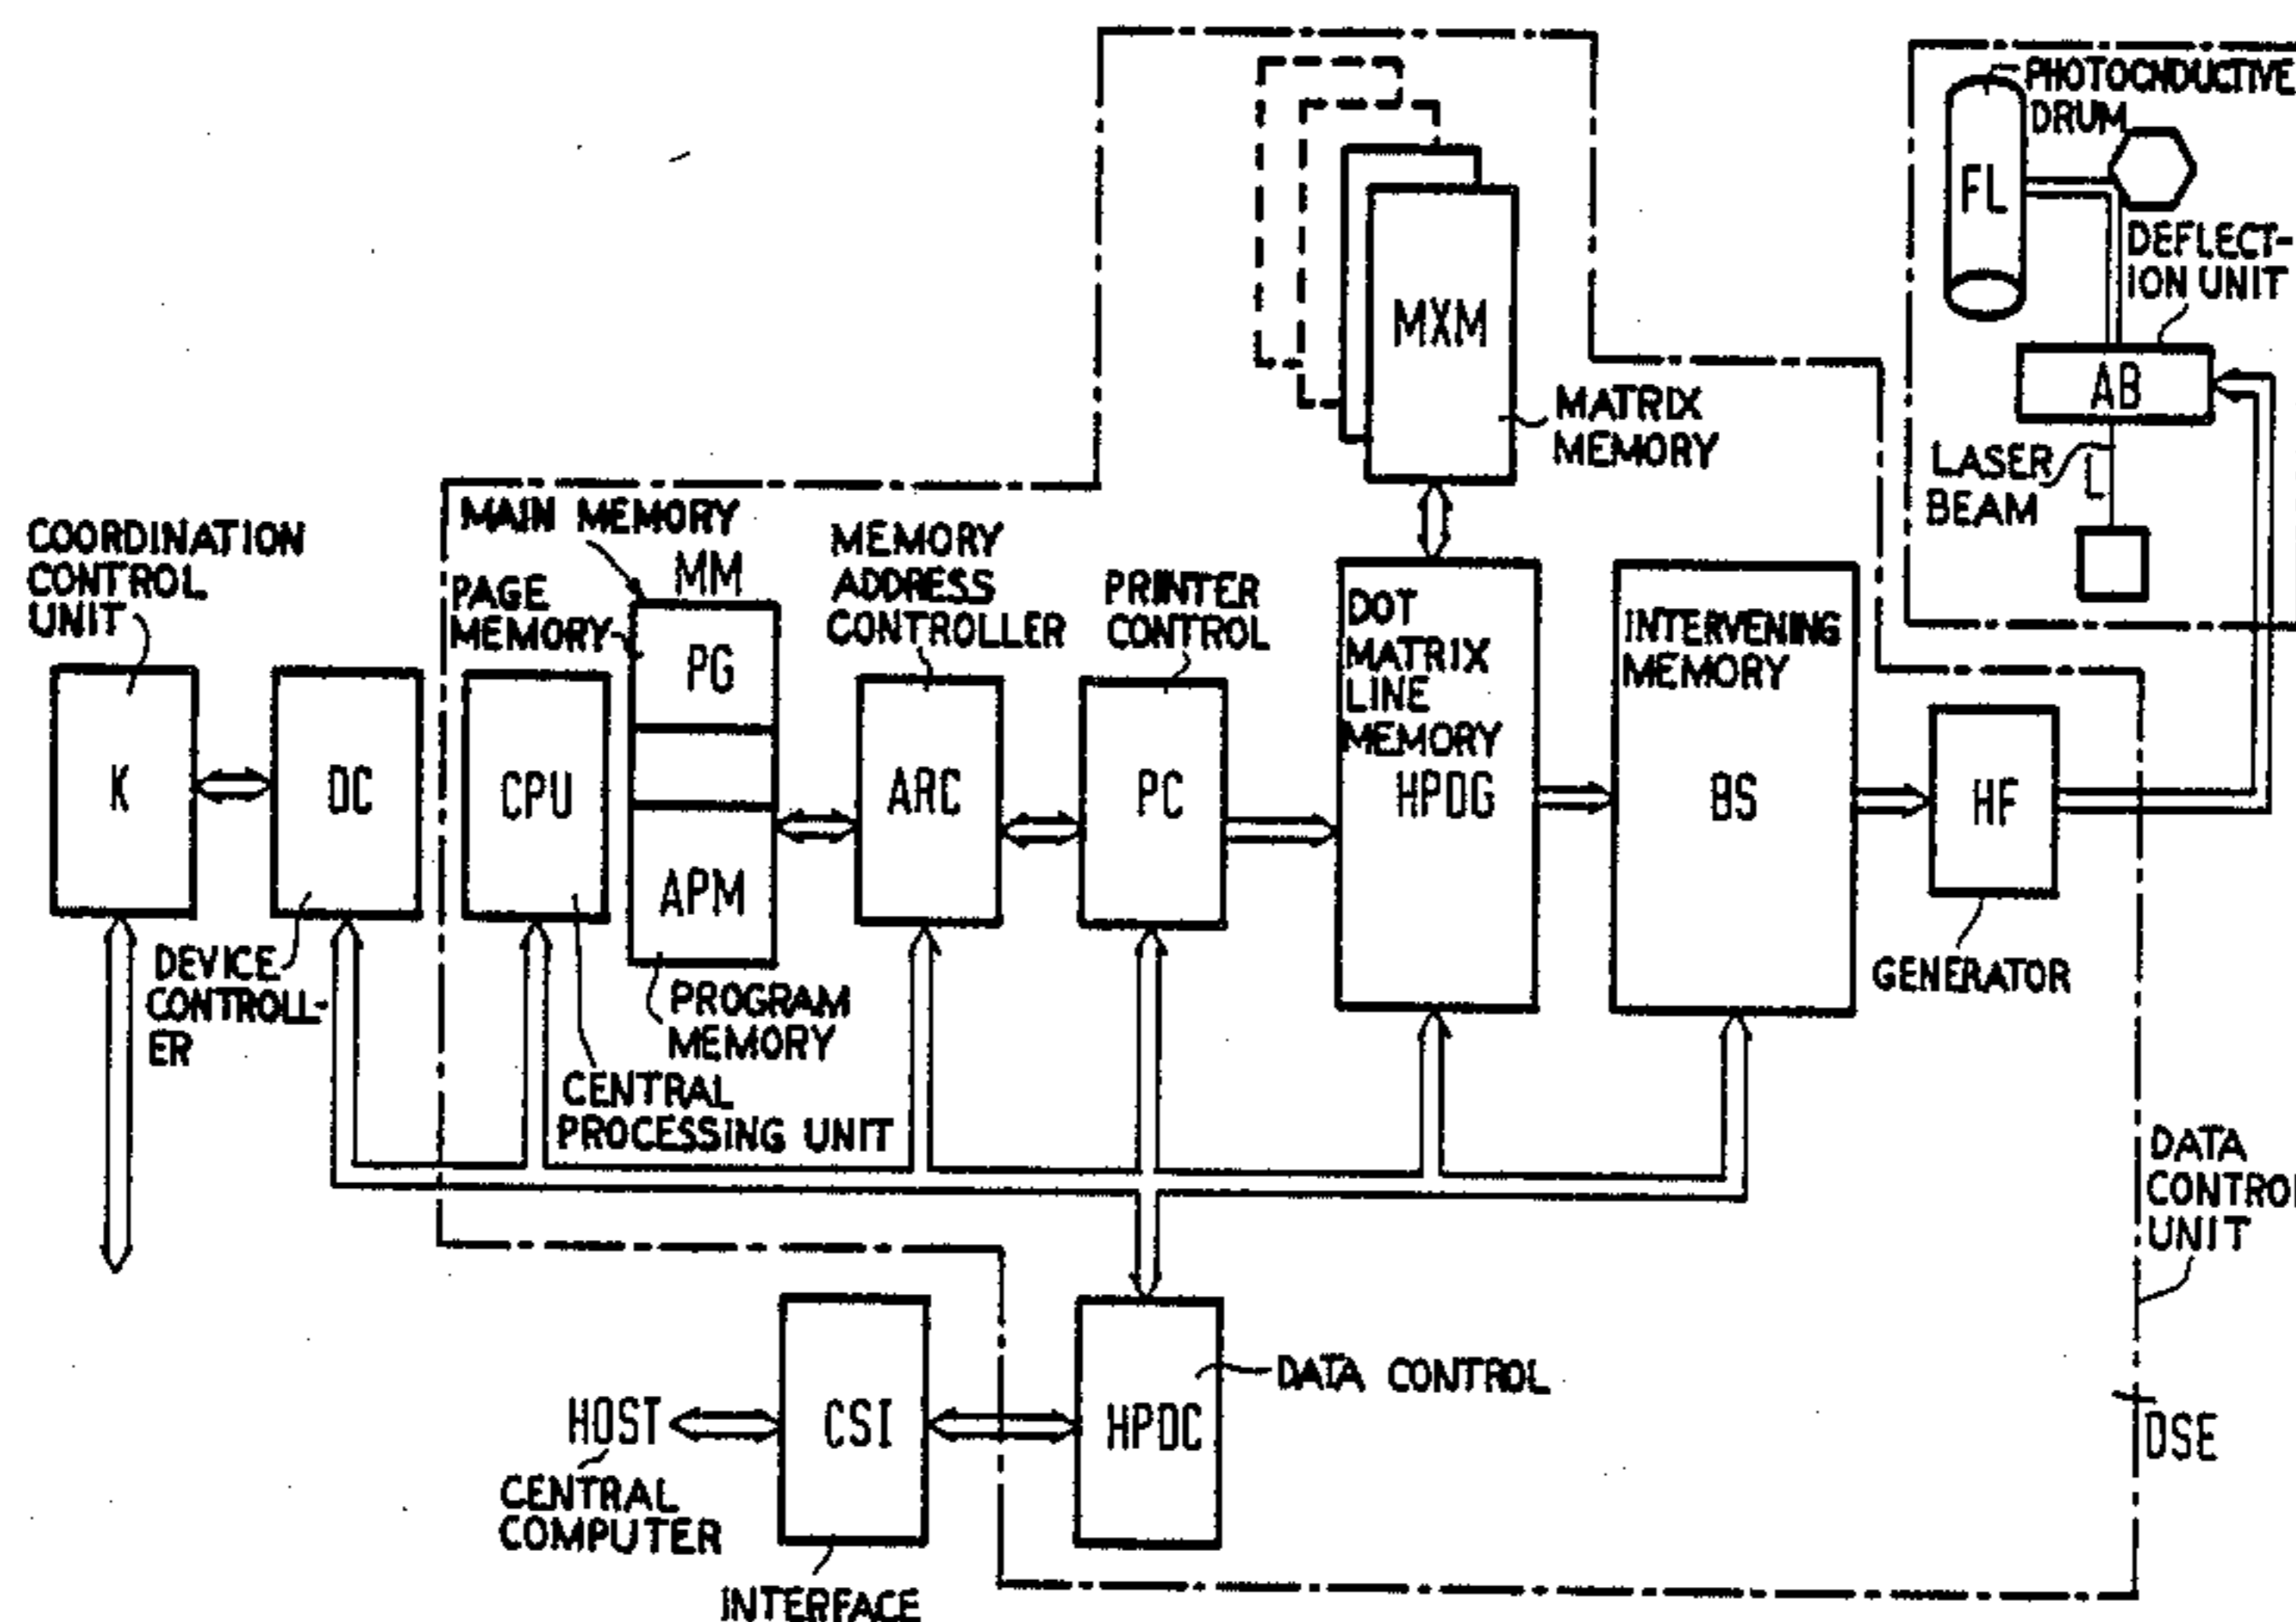 PHOTOCNDUCTIVE
DRUM
FL
DEFLECT-
ION UNIT
MXM
AB
MATRIX
MEMORY
LASER
BEAM
L
COORDINATION
CONTROL
UNIT
MAIN MEMORY
MM
PAGE
MEMORY
MEMORY
ADDRESS
CONTROLLER
PRINTER
CONTROL
DOT
MATRIX
LINE
MEMORY
INTERVENING
MEMORY
K
DC
CPU
PG
APM
ARC
PC
HPDG
BS
HF
DEVICE
CONTROLL-
ER
PROGRAM
MEMORY
CENTRAL
PROCESSING UNIT
GENERATOR
DATA
CONTROL
UNIT
DSE
HOST
CENTRAL
COMPUTER
CSI
INTERFACE
HPDC
DATA CONTROL